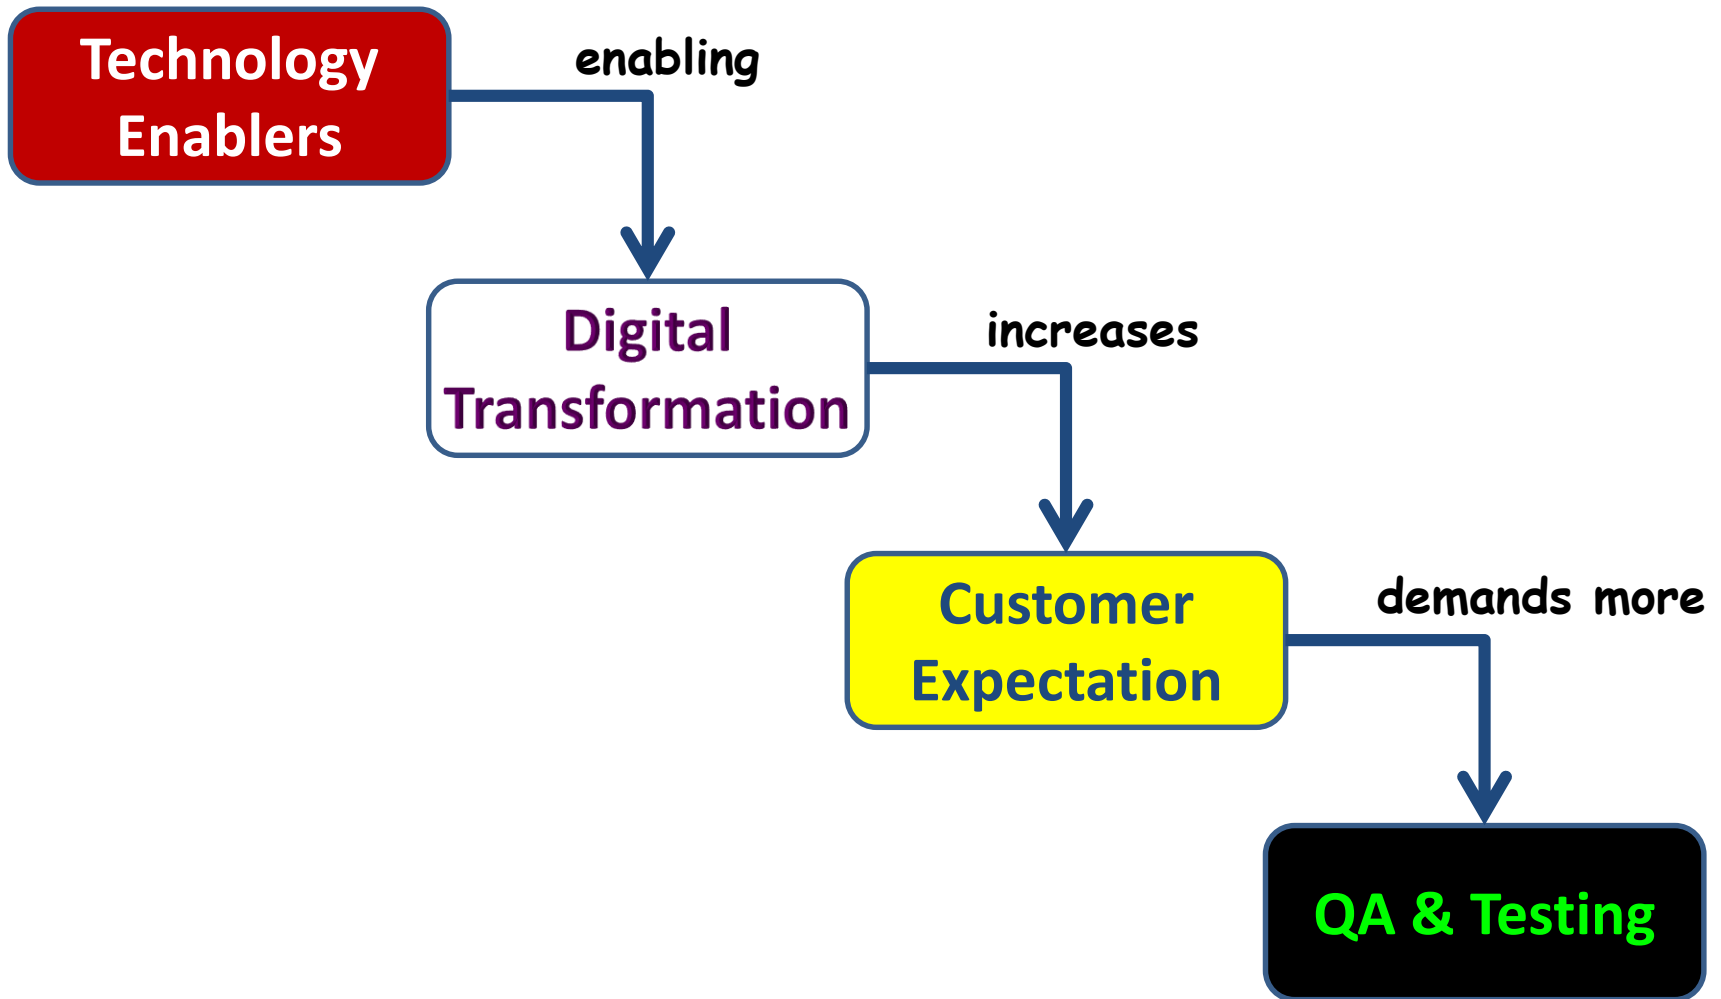 Technology
Enablers
enabling
Digital
Transformation
increases
Customer
Expectation
demands more
QA & Testing